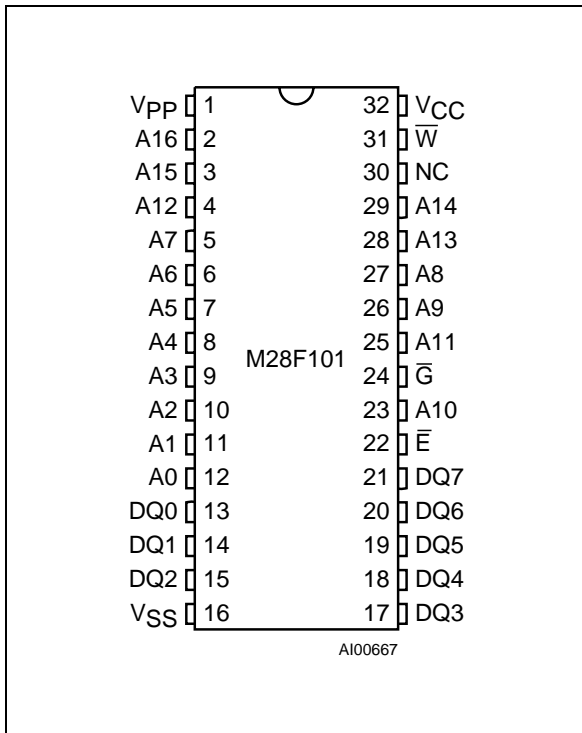 VPP 1 32 VCC
A16 2 31 W̅
A15 3 30 NC
A12 4 29 A14
A7 5 28 A13
A6 6 27 A8
A5 7 26 A9
A4 8 25 A11
M28F101
A3 9 24 G̅
A2 10 23 A10
A1 11 22 E̅
A0 12 21 DQ7
DQ0 13 20 DQ6
DQ1 14 19 DQ5
DQ2 15 18 DQ4
VSS 16 17 DQ3
AI00667